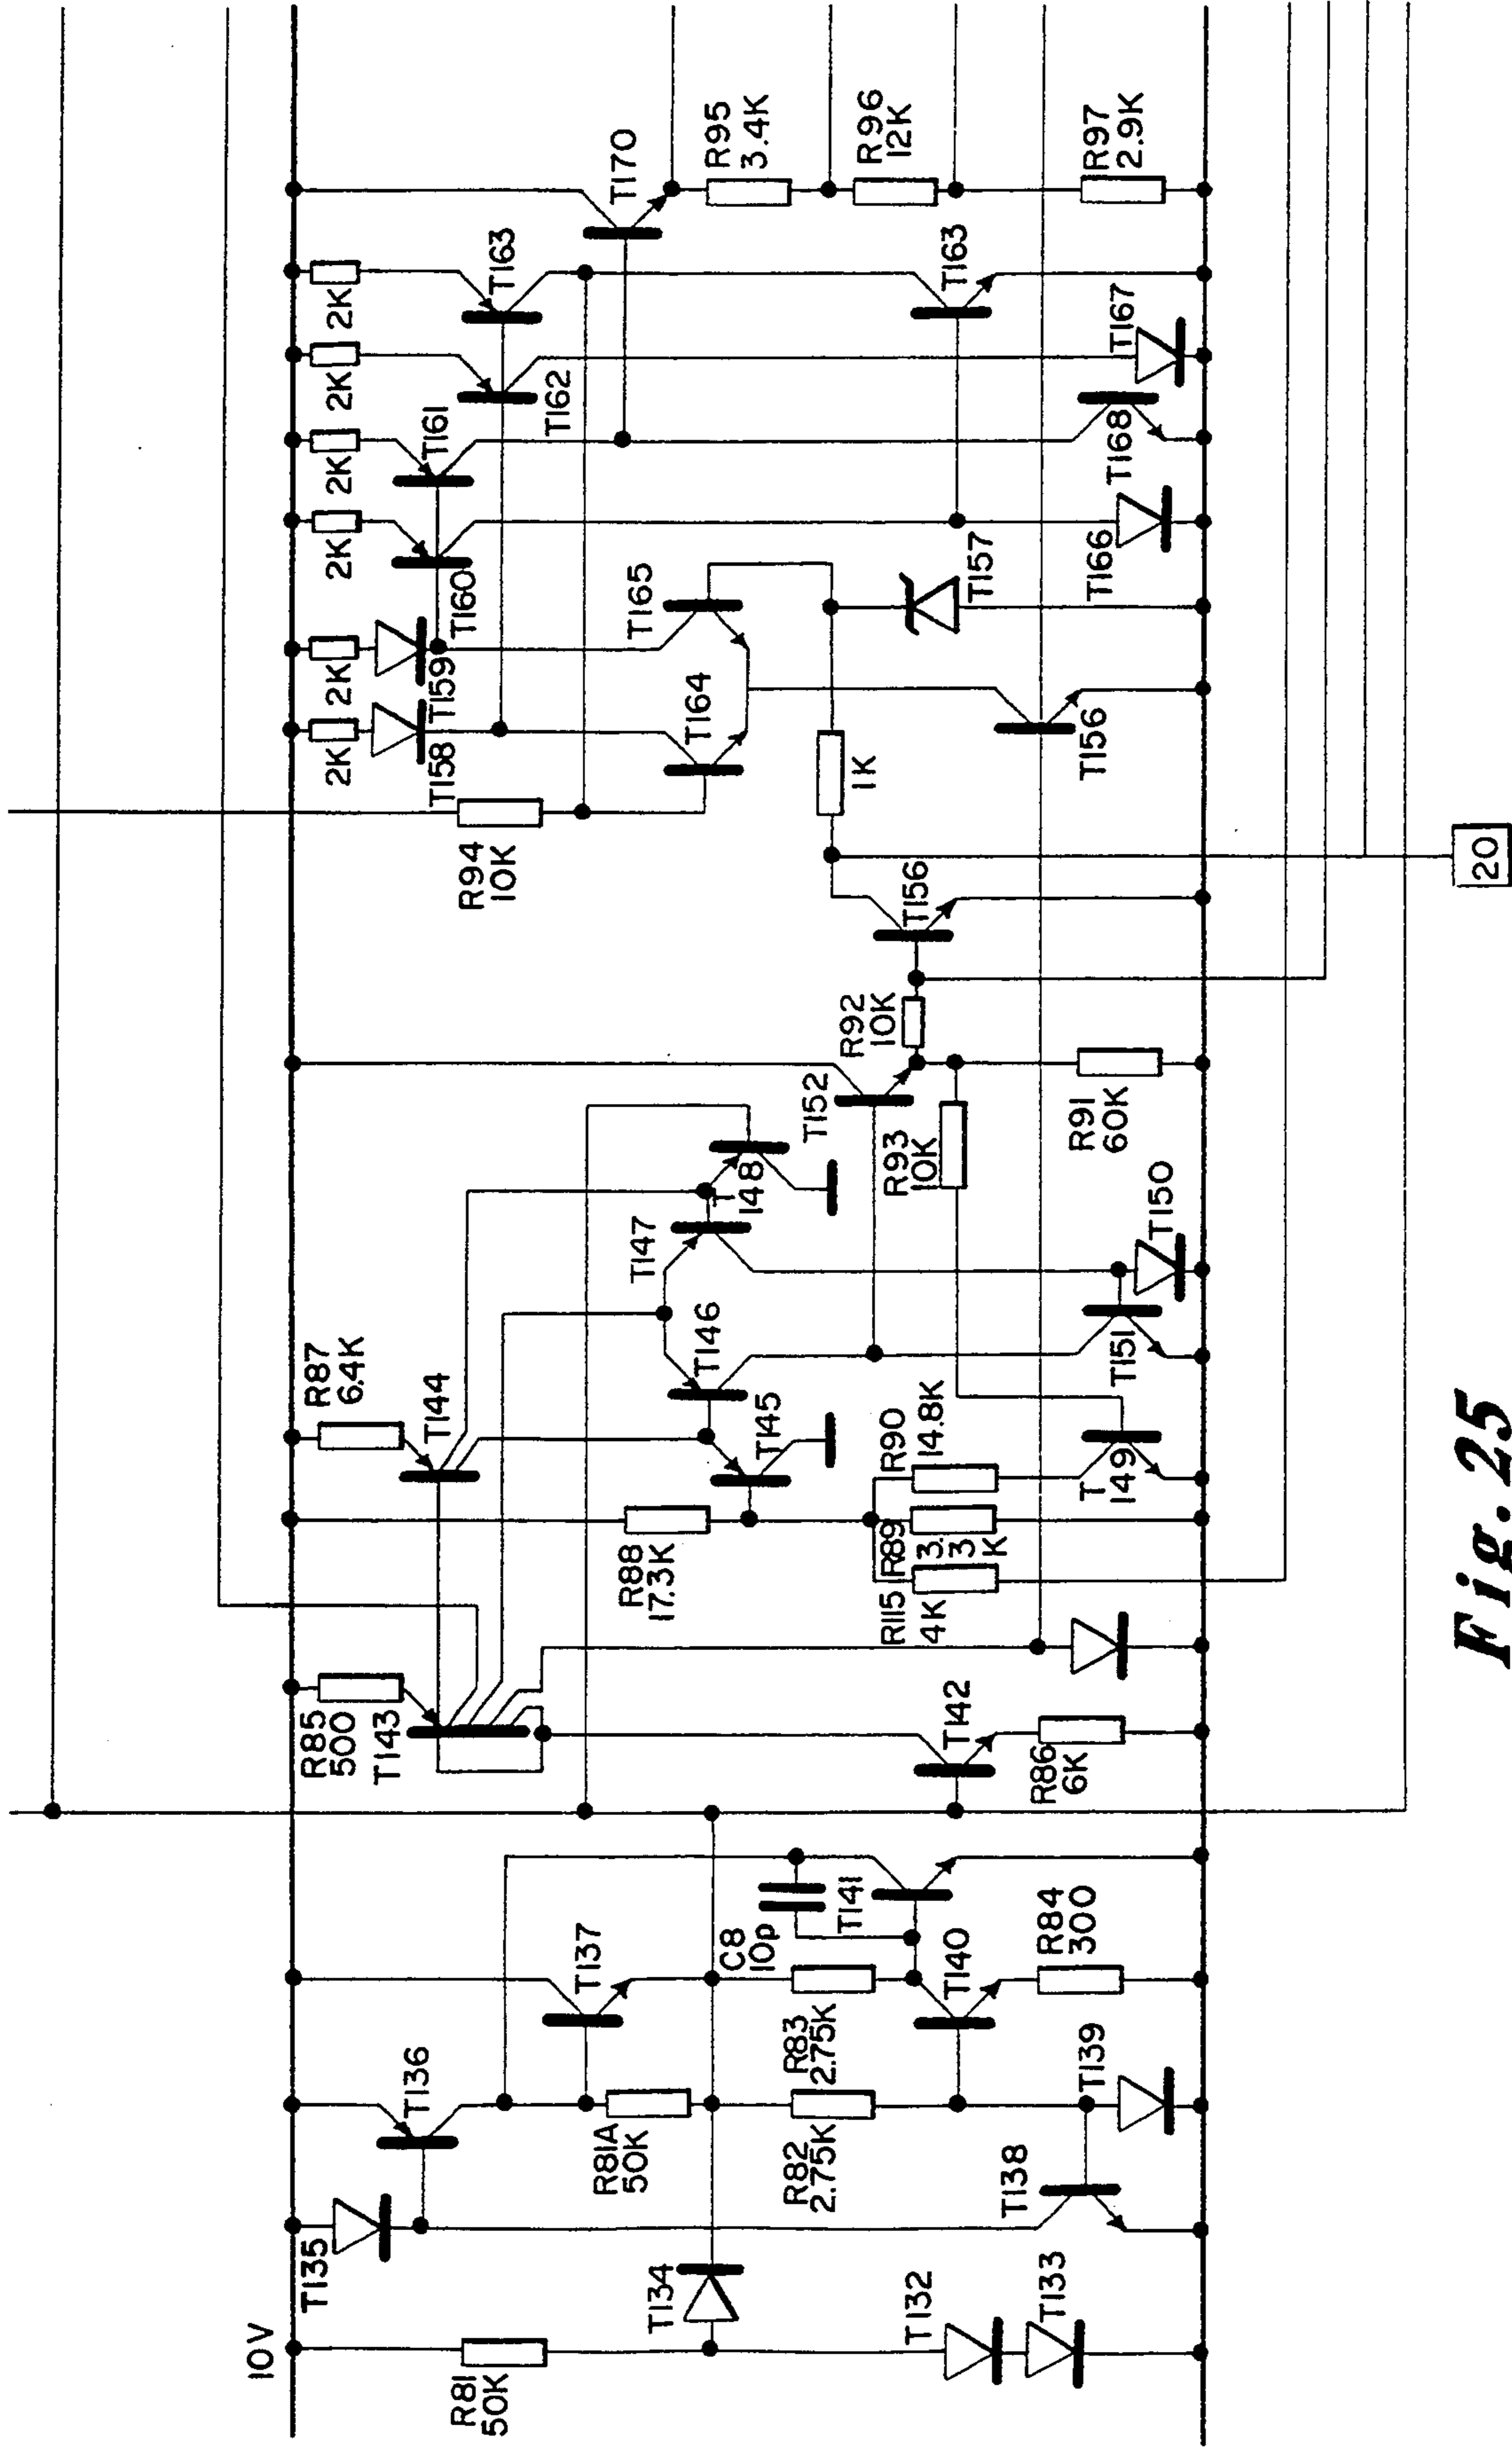 10V
R81
50K
T135
T134
T132
T133
T136
R81A
50K
R82
2.75K
T138
T139
T137
C8
10p
R83
2.75K
T140
T141
R84
300
R85
500
T143
T142
R86
6K
R87
6.4K
T144
R88
17.3K
R115
4K
R89
3.
3
K
R90
14.8K
T145
T146
T147
T
148
T
149
T151
T150
T152
R93
10K
R92
10K
R91
60K
T156
20
R94
10K
1K
2K
T158
2K
T159
T164
T165
T156
T157
2K
T160
T166
2K
T161
T168
2K
T162
T167
2K
T163
T163
T170
R95
3.4K
R96
12K
R97
2.9K
Fig. 25